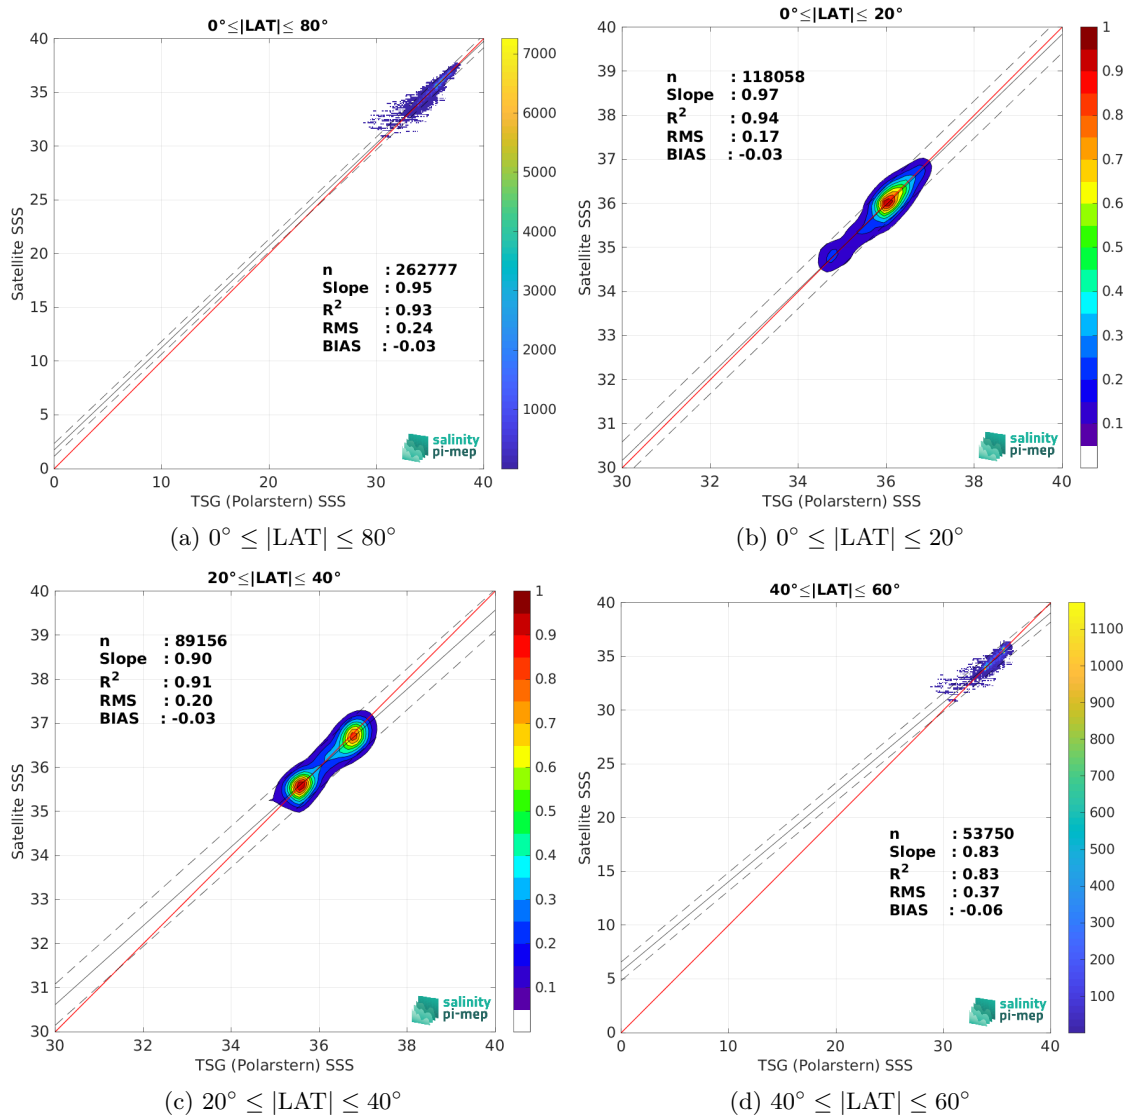 0°≤|LAT|≤ 80°
Satellite SSS
40
35
30
25
20
15
10
5
0
0
10
20
30
40
TSG (Polarstern) SSS
n : 262777
Slope : 0.95
R² : 0.93
RMS : 0.24
BIAS : -0.03
salinity
pi-mep
7000
6000
5000
4000
3000
2000
1000
(a) 0° ≤ |LAT| ≤ 80°
0°≤|LAT|≤ 20°
Satellite SSS
40
39
38
37
36
35
34
33
32
31
30
30
32
34
36
38
40
TSG (Polarstern) SSS
n : 118058
Slope : 0.97
R² : 0.94
RMS : 0.17
BIAS : -0.03
salinity
pi-mep
1
0.9
0.8
0.7
0.6
0.5
0.4
0.3
0.2
0.1
(b) 0° ≤ |LAT| ≤ 20°
20°≤|LAT|≤ 40°
Satellite SSS
40
39
38
37
36
35
34
33
32
31
30
30
32
34
36
38
40
TSG (Polarstern) SSS
n : 89156
Slope : 0.90
R² : 0.91
RMS : 0.20
BIAS : -0.03
salinity
pi-mep
1
0.9
0.8
0.7
0.6
0.5
0.4
0.3
0.2
0.1
(c) 20° ≤ |LAT| ≤ 40°
40°≤|LAT|≤ 60°
Satellite SSS
40
35
30
25
20
15
10
5
0
0
10
20
30
40
TSG (Polarstern) SSS
n : 53750
Slope : 0.83
R² : 0.83
RMS : 0.37
BIAS : -0.06
salinity
pi-mep
1100
1000
900
800
700
600
500
400
300
200
100
(d) 40° ≤ |LAT| ≤ 60°